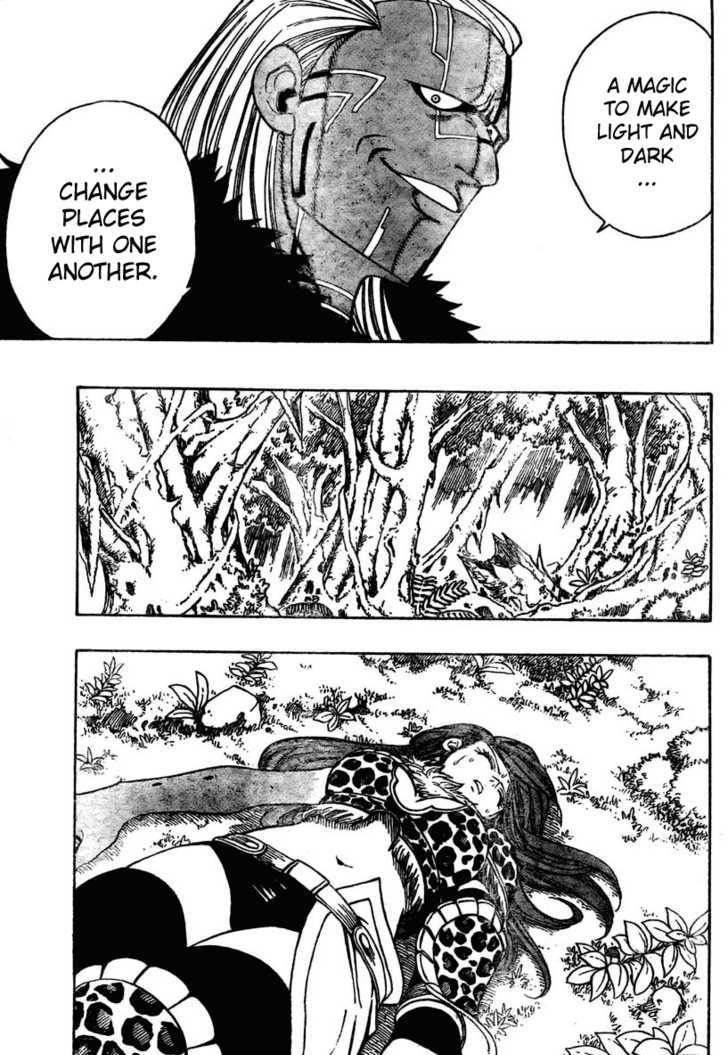 A MAGIC
TO MAKE
LIGHT AND
DARK
...
...
CHANGE
PLACES
WITH ONE
ANOTHER.